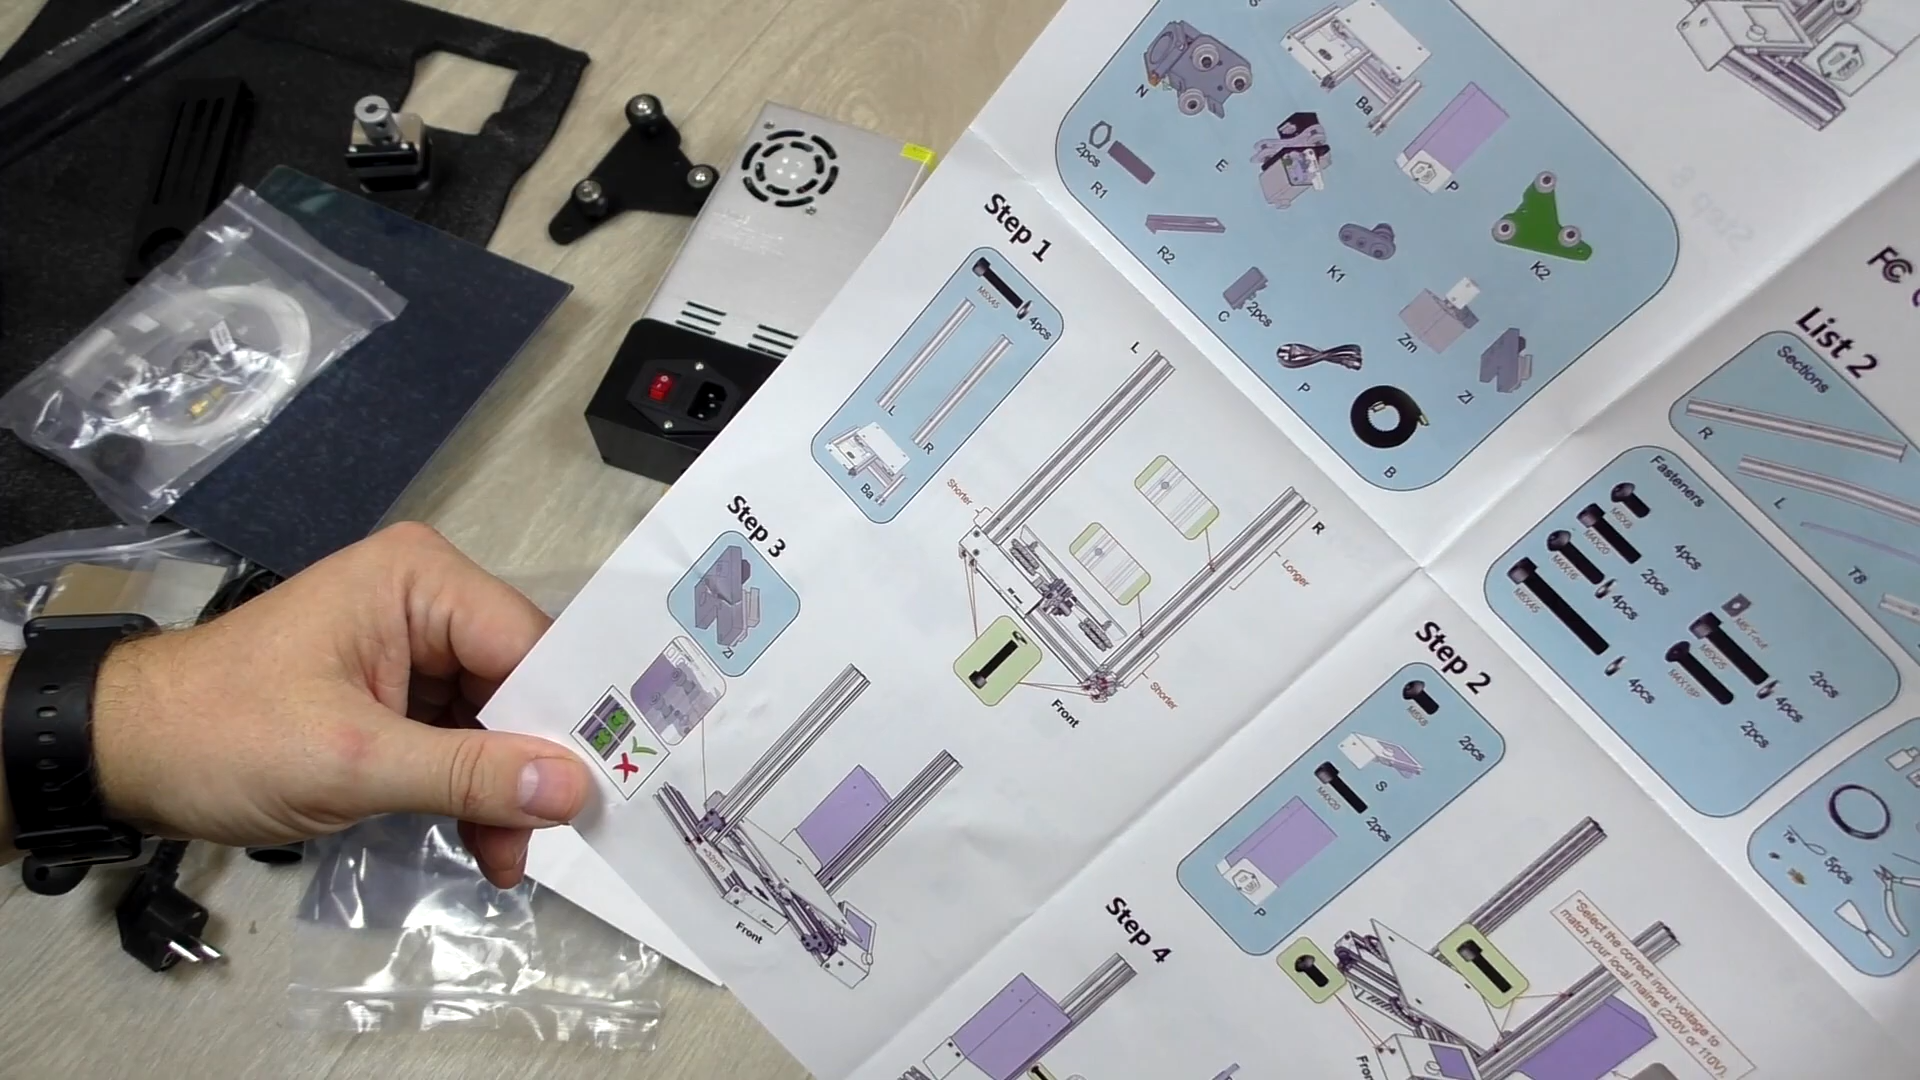 N
Ba
2pcs
R1
E
P
R2
K1
K2
C
2pcs
Zm
P
Zl
B
Step 1
M5X45
4pcs
L
R
Ba
L
R
Shorter
Longer
Shorter
Front
Step 3
Zl
≈32mm
Front
FC
List 2
Sections
R
L
T8
Fasteners
M5X8
4pcs
M4X20
2pcs
M4X16
4pcs
M5X45
4pcs
M5 T-nut
2pcs
M5X25
4pcs
M4X18P
2pcs
5pcs
Step 2
M5X8
2pcs
S
M4X20
2pcs
P
*Select the correct input voltage to
match your local mains (220V or 110V).
Step 4